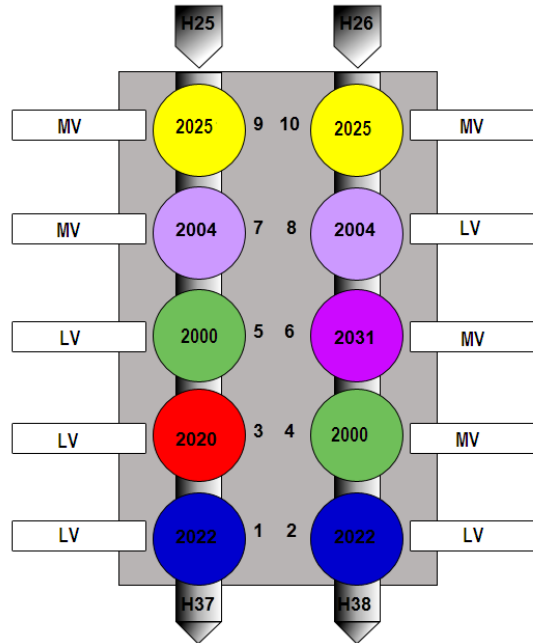 H25 H26
MV 2025 9 10 2025 MV
MV 2004 7 8 2004 LV
LV 2000 5 6 2031 MV
LV 2020 3 4 2000 MV
LV 2022 1 2 2022 LV
H37 H38